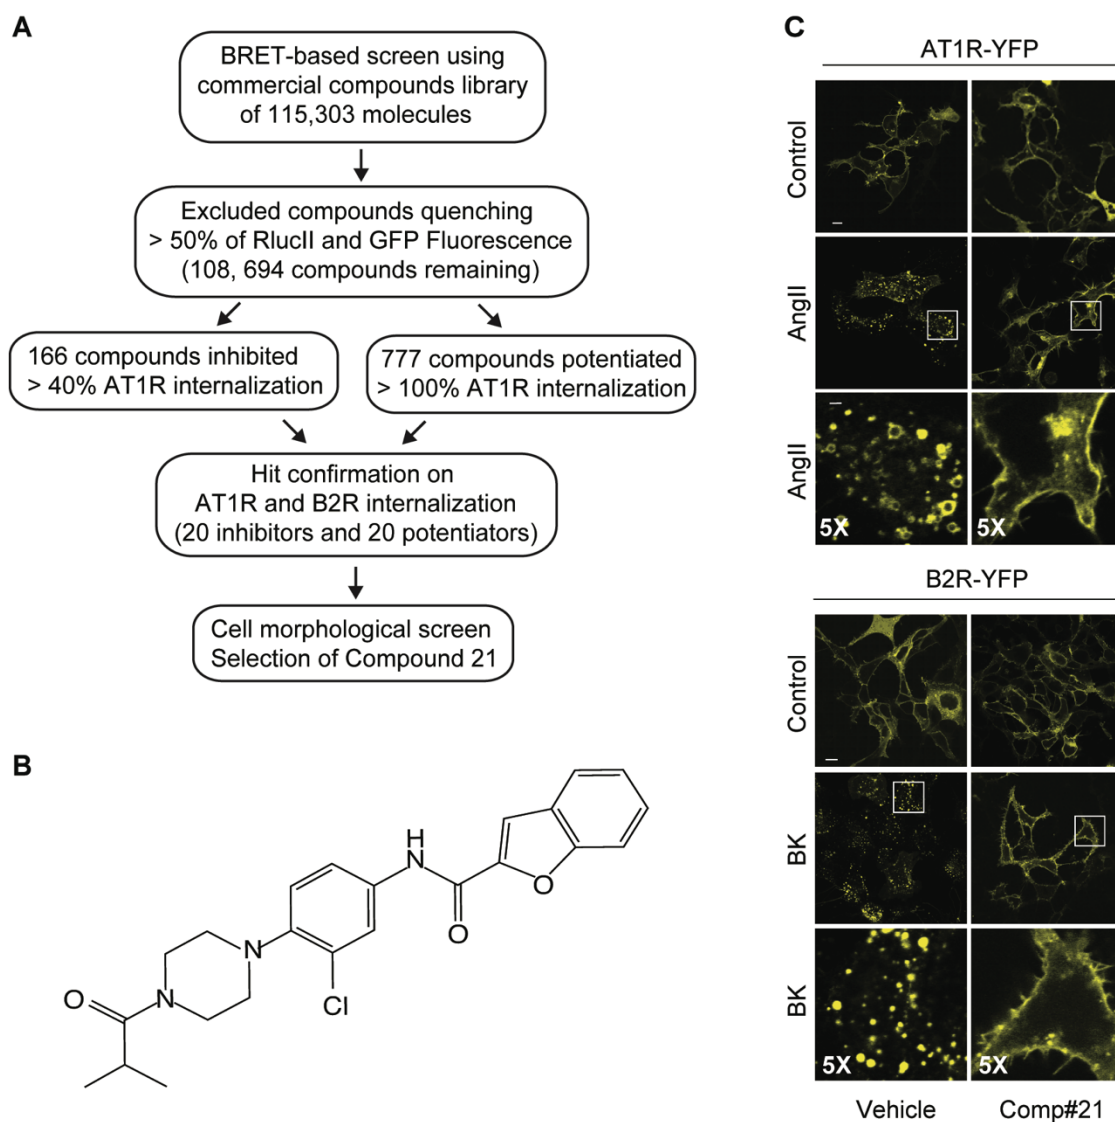 A
BRET-based screen using
commercial compounds library
of 115,303 molecules
Excluded compounds quenching
> 50% of RlucII and GFP Fluorescence
(108, 694 compounds remaining)
166 compounds inhibited
> 40% AT1R internalization
777 compounds potentiated
> 100% AT1R internalization
Hit confirmation on
AT1R and B2R internalization
(20 inhibitors and 20 potentiators)
Cell morphological screen
Selection of Compound 21
B
H
N
O
O
N
Cl
N
O
C
AT1R-YFP
Control
AngII
AngII
5X
5X
B2R-YFP
Control
BK
BK
5X
5X
Vehicle
Comp#21